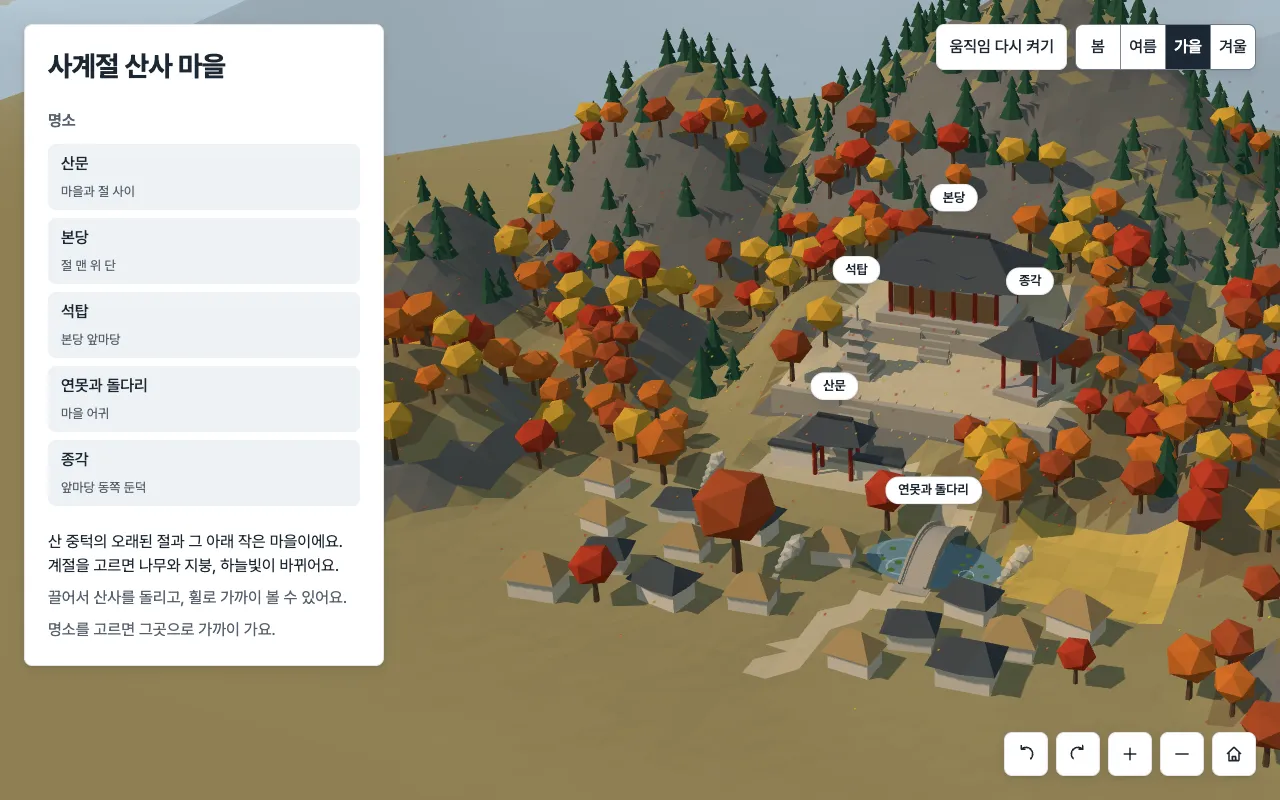 사계절 산사 마을
움직임 다시 켜기
봄
여름
가을
겨울
명소
산문
마을과 절 사이
본당
절 맨 위 단
석탑
본당 앞마당
연못과 돌다리
마을 어귀
종각
앞마당 동쪽 둔덕
산 중턱의 오래된 절과 그 아래 작은 마을이에요.
계절을 고르면 나무와 지붕, 하늘빛이 바뀌어요.
끌어서 산사를 돌리고, 휠로 가까이 볼 수 있어요.
명소를 고르면 그곳으로 가까이 가요.
본당
석탑
종각
산문
연못과 돌다리